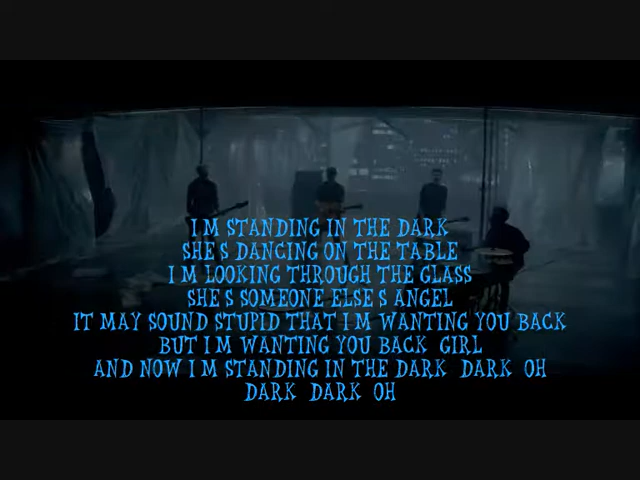 I M STANDING IN THE DARK
SHE S DANCING ON THE TABLE
I M LOOKING THROUGH THE GLASS
SHE S SOMEONE ELSE S ANGEL
IT MAY SOUND STUPID THAT I M WANTING YOU BACK
BUT I M WANTING YOU BACK GIRL
AND NOW I M STANDING IN THE DARK DARK OH
DARK DARK OH